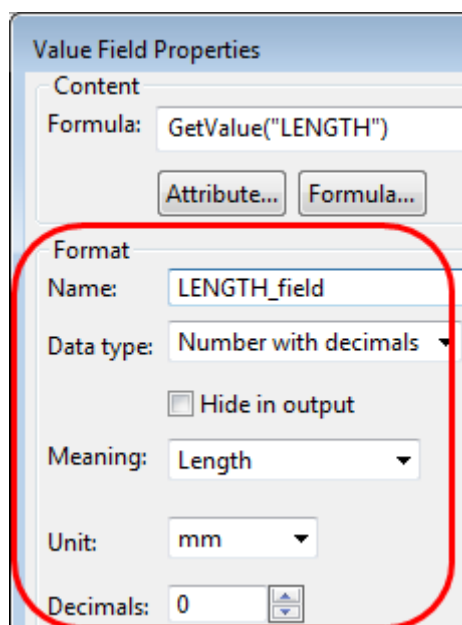 Value Field Properties
Content
Formula: GetValue("LENGTH")
Attribute... Formula...
Format
Name: LENGTH_field
Data type: Number with decimals
Hide in output
Meaning: Length
Unit: mm
Decimals: 0